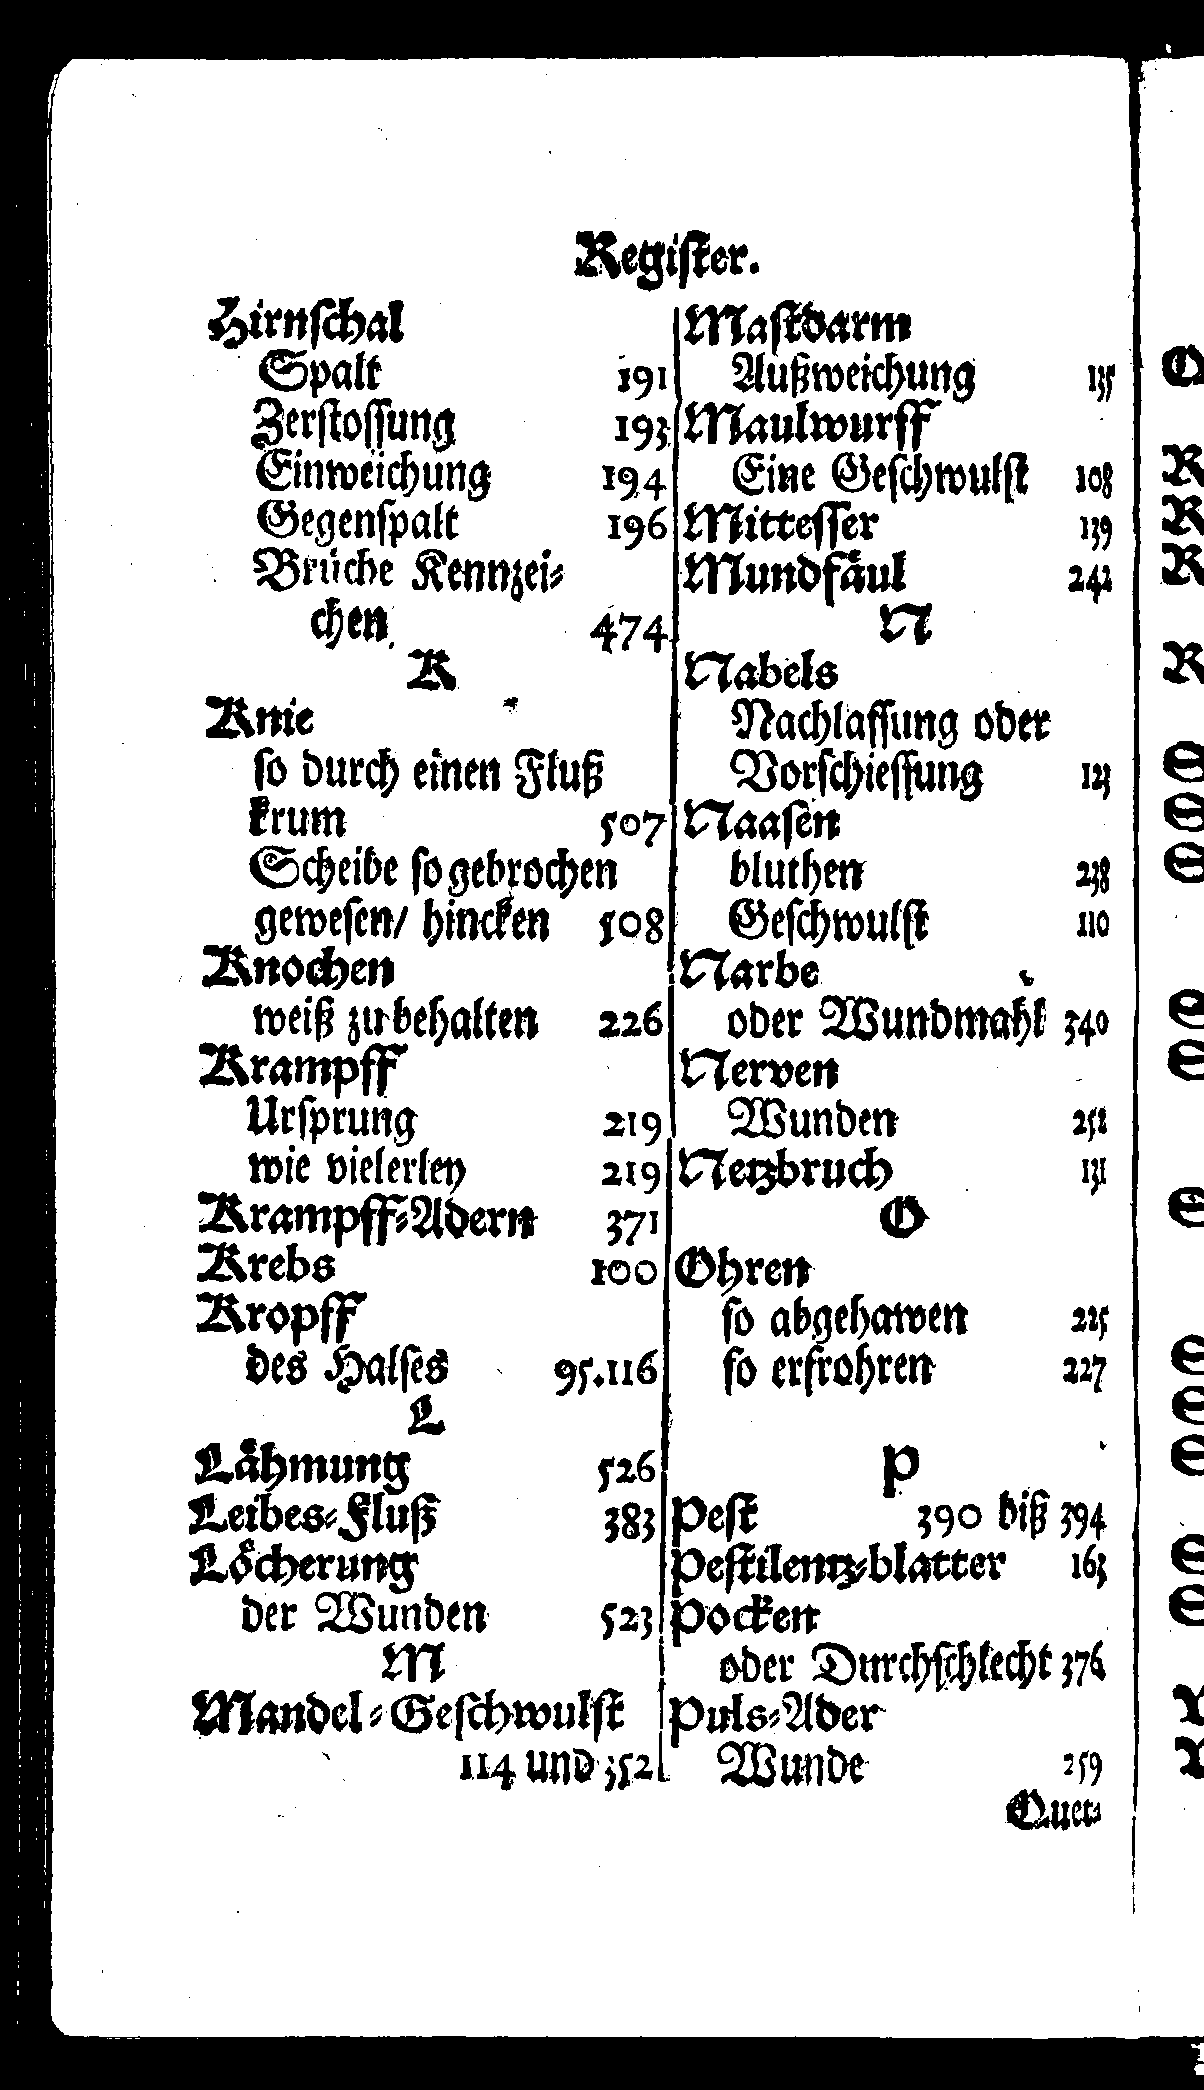 Register.
Hirnschal
Spalt 191
Zerstossung 193
Einweichung 194
Gegenspalt 196
Brüche Kennzei⸗
chen 474
K
Knie
so durch einen Fluß
krum 507
Scheibe so gebrochen
gewesen/ hincken 508
Knochen
weiß zu behalten 226
Krampff
Ursprung 219
wie vielerley 219
Krampff⸗Adern 371
Krebs 100
Kropff
des Halses 95.116
L
Lähmung 526
Leibes⸗Fluß 383
Löcherung
der Wunden 523
M
Mandel⸗Geschwulst
114 und 352
Mastdarm
Außweichung 135
Maulwurff
Eine Geschwulst 108
Mittesser 139
Mundfäul 242
N
Nabels
Nachlassung oder
Vorschiessung 123
Naasen
bluthen 238
Geschwulst 110
Narbe
oder Wundmahl 340
Nerven
Wunden 252
Netzbruch 131
O
Ohren
so abgehawen 225
so erfrohren 227
P
Pest 390 biß 394
Pestilentz⸗blatter 163
Pocken
oder Durchschlecht 376
Puls⸗Ader
Wunde 259
Quer⸗